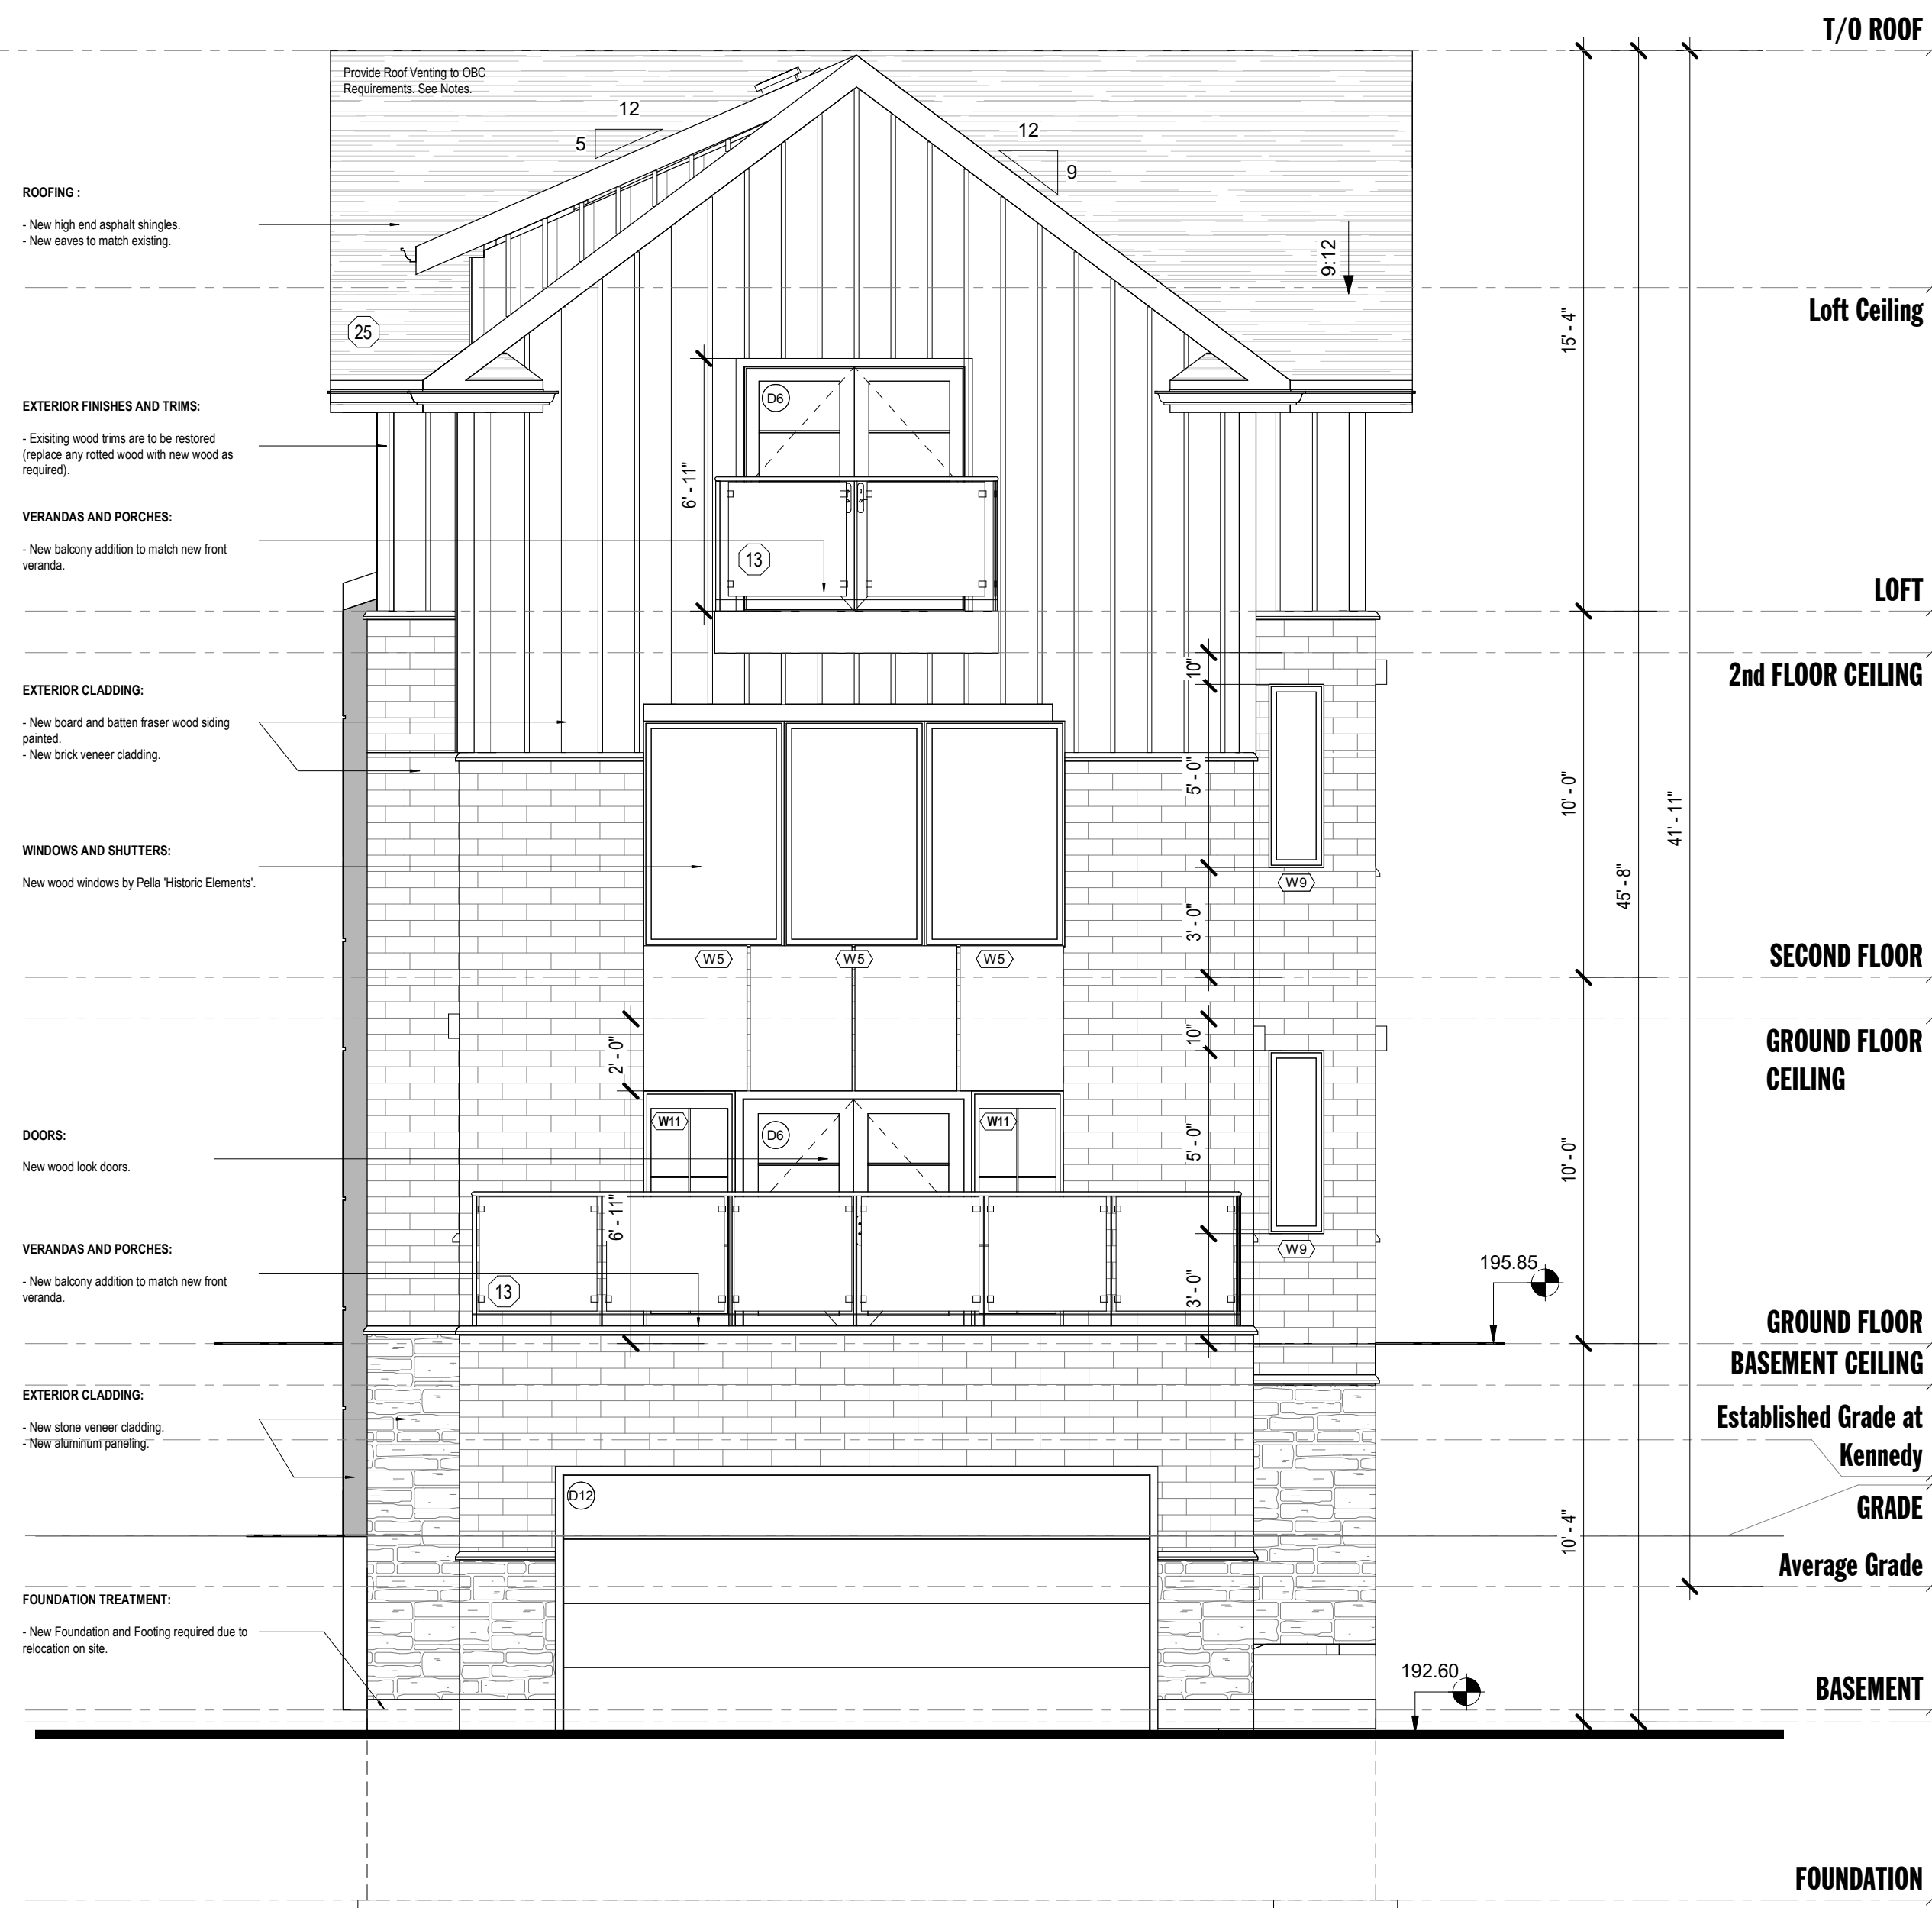 T/O ROOF
Provide Roof Venting to OBC
Requirements. See Notes.
12
5
12
9
9:12
ROOFING :
- New high end asphalt shingles.
- New eaves to match existing.
Loft Ceiling
25
15' - 4"
EXTERIOR FINISHES AND TRIMS:
- Exisiting wood trims are to be restored
(replace any rotted wood with new wood as
required).
D6
6' - 11"
VERANDAS AND PORCHES:
- New balcony addition to match new front
veranda.
13
LOFT
10"
2nd FLOOR CEILING
EXTERIOR CLADDING:
- New board and batten fraser wood siding
painted.
- New brick veneer cladding.
5' - 0"
10' - 0"
41' - 11"
45' - 8"
WINDOWS AND SHUTTERS:
New wood windows by Pella 'Historic Elements'.
W9
3' - 0"
W5
W5
W5
SECOND FLOOR
2' - 0"
10"
GROUND FLOOR
CEILING
W11
D6
W11
DOORS:
New wood look doors.
5' - 0"
10' - 0"
6' - 11"
VERANDAS AND PORCHES:
- New balcony addition to match new front
veranda.
13
3' - 0"
W9
195.85
GROUND FLOOR
BASEMENT CEILING
EXTERIOR CLADDING:
- New stone veneer cladding.
- New aluminum paneling.
Established Grade at
Kennedy
D12
GRADE
10' - 4"
Average Grade
FOUNDATION TREATMENT:
- New Foundation and Footing required due to
relocation on site.
192.60
BASEMENT
FOUNDATION